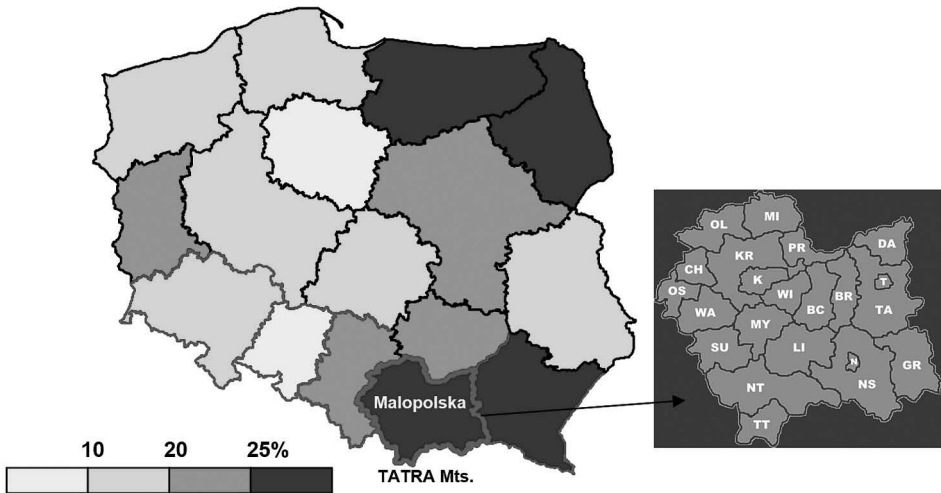 Malopolska
10 20 25%
TATRA Mts.
OL MI
KR PR DA
CH K T
OS WI BR
WA BC TA
MY
SU LI N GR
NT NS
TT